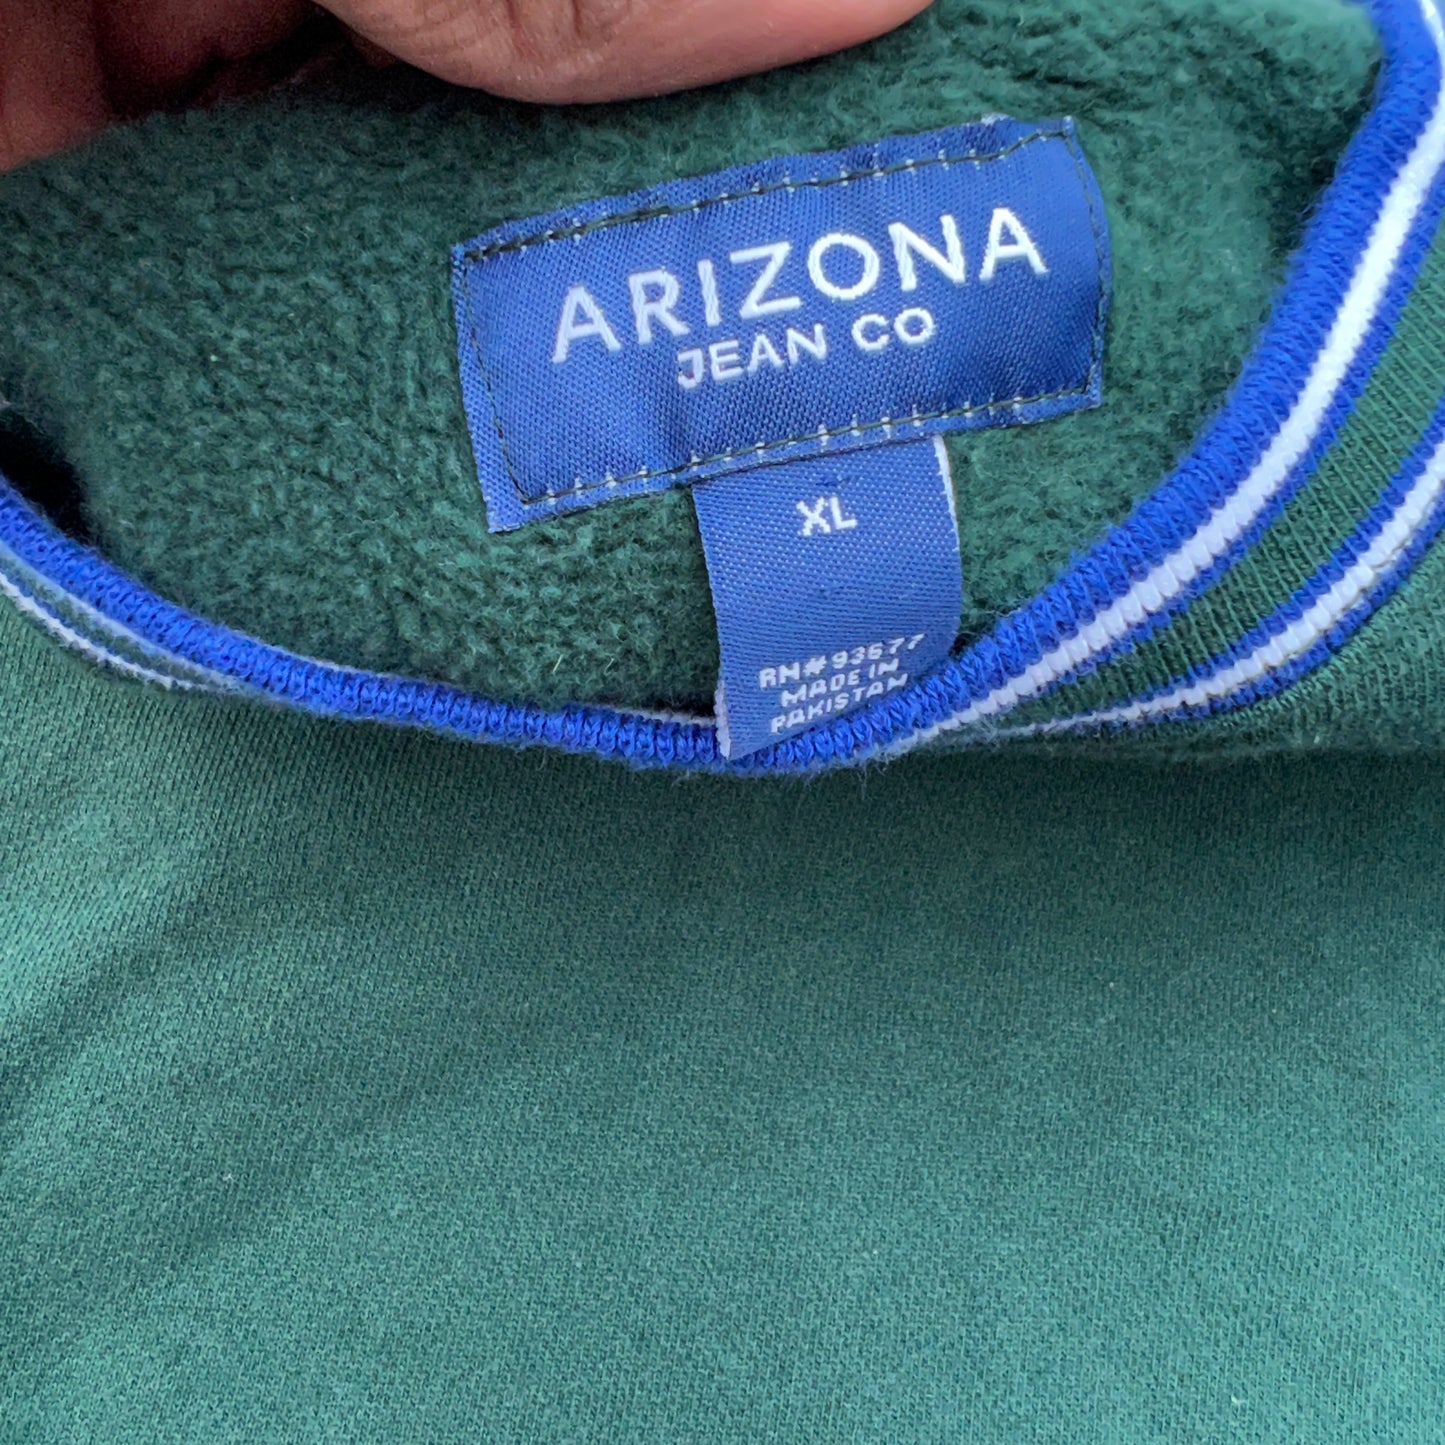 ARIZONA
JEAN CO
XL
RN#93677
MADE IN
PAKISTAN